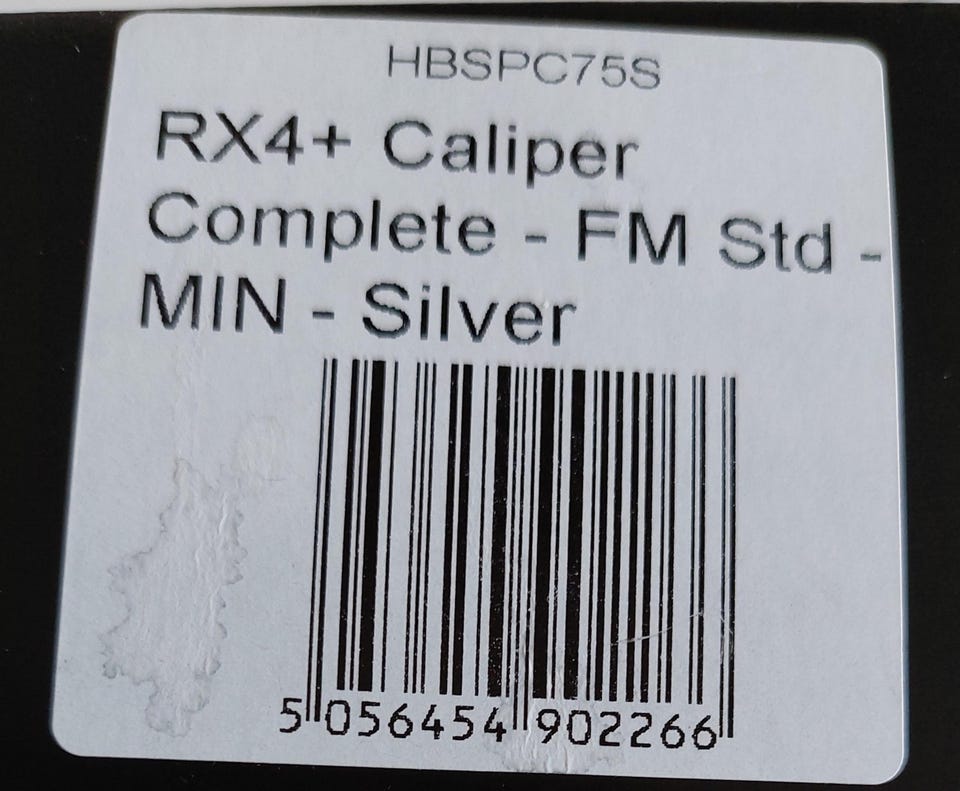 HBSPC75S
RX4+ Caliper
Complete - FM Std -
MIN - Silver
5 056454 902266